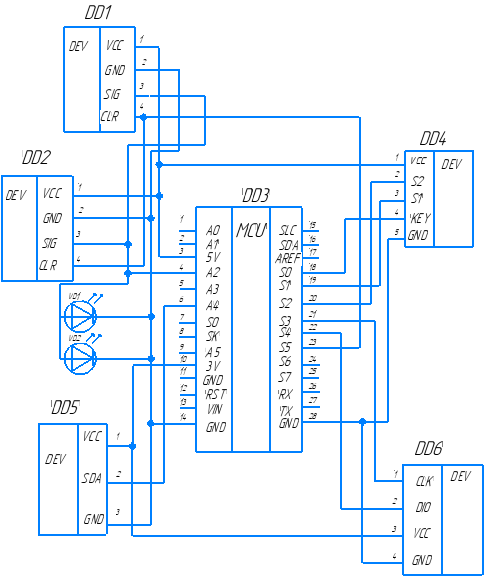 DD1
DEV VCC 1
GND 2
SIG 3
CLR 4
DD2
DEV VCC 1
GND 2
SIG 3
CLR 4
VD1
VD2
DD3
MCU
1 A0
2 A1
3 5V
4 A2
5 A3
6 A4
7 S0
8 SK
9 A5
10 3V
11 GND
12 RST
13 VIN
14 GND
SLC 15
SDA 16
AREF 17
S0 18
S1 19
S2 20
S3 21
S4 22
S5 23
S6 24
S7 25
RX 26
TX 27
GND 28
DD4
1 VCC DEV
2 S2
3 S1
4 KEY
5 GND
DD5
DEV VCC 1
SDA 2
GND 3
DD6
1 CLK DEV
2 DIO
3 VCC
4 GND